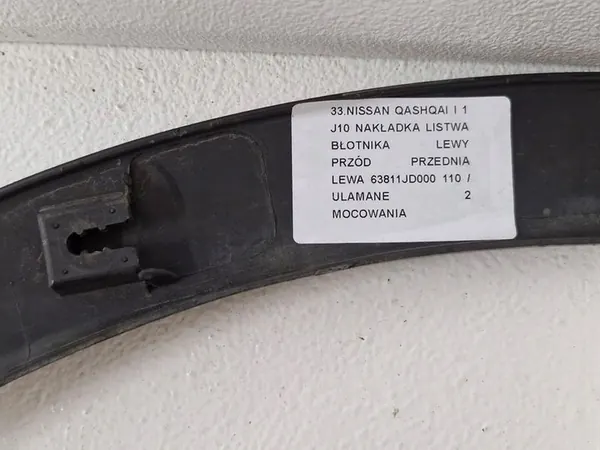 33.NISSAN QASHQAI I 1
J10 NAKŁADKA LISTWA
BŁOTNIKA LEWY
PRZÓD PRZEDNIA
LEWA 63811JD000 110 /
ULAMANE 2
MOCOWANIA